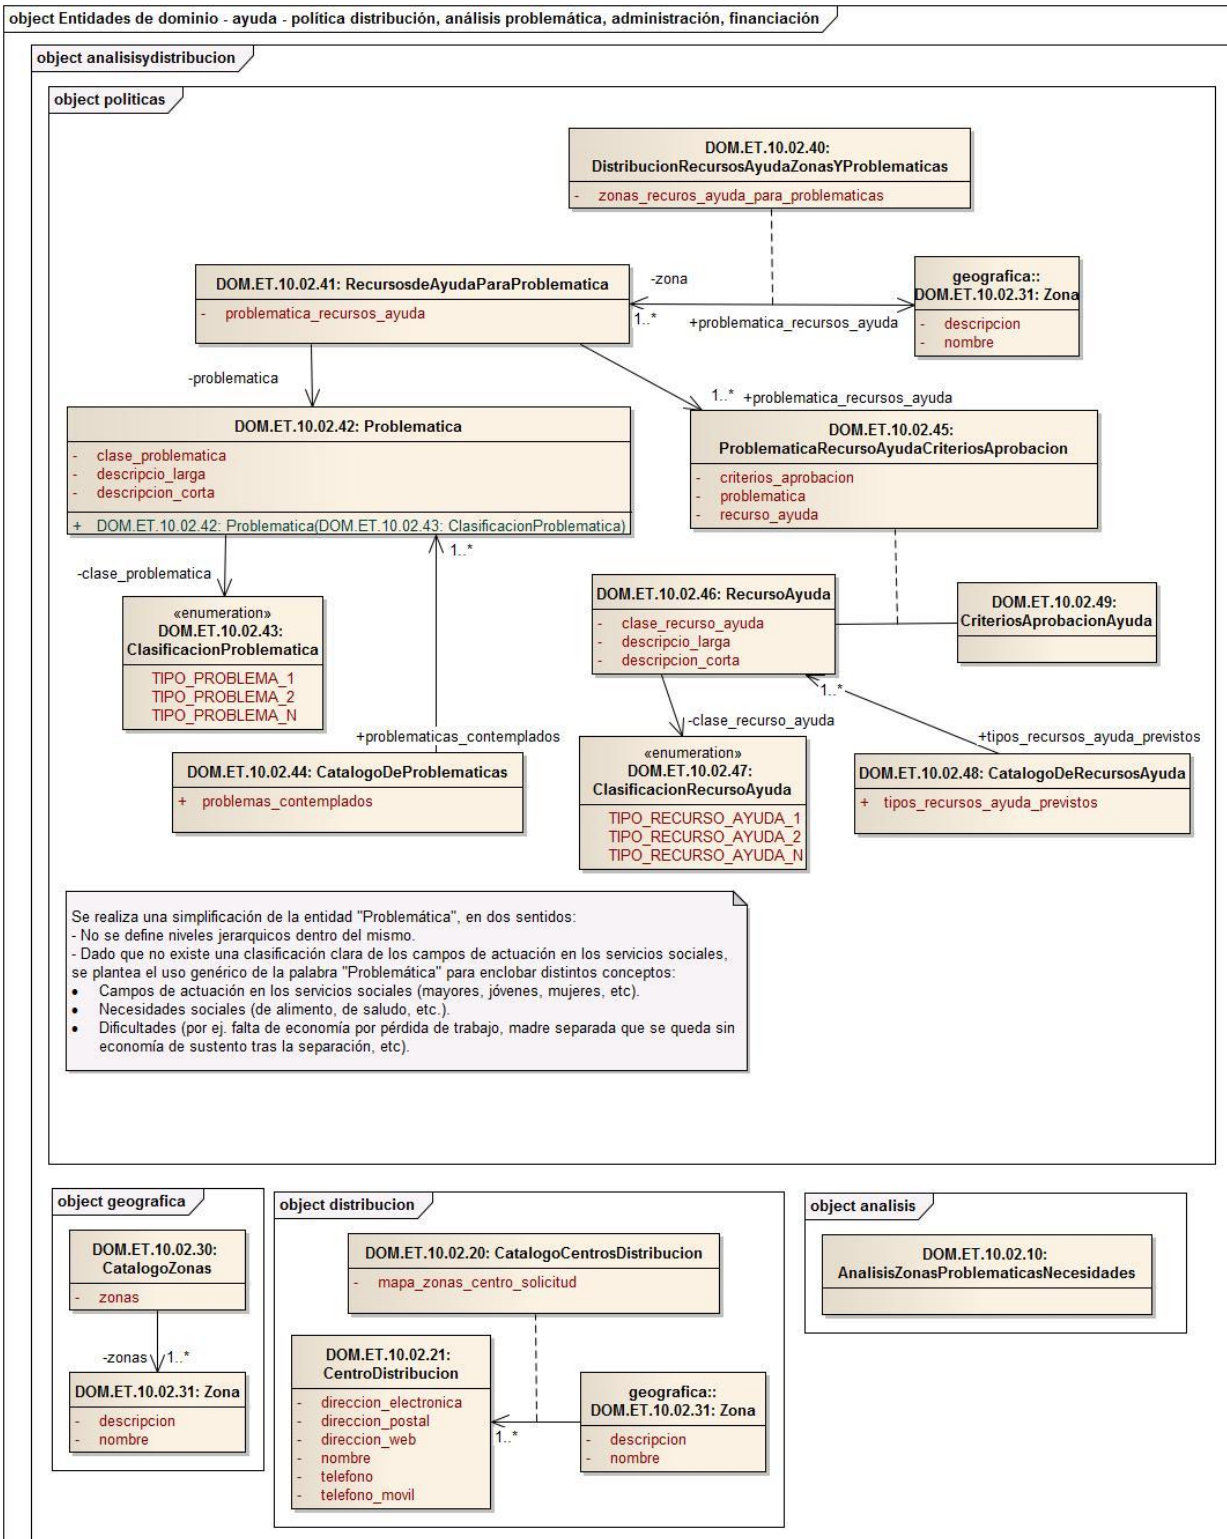 object Entidades de dominio - ayuda - política distribución, análisis problemática, administración, financiación
object analisisydistribucion
object politicas
DOM.ET.10.02.40:
DistribucionRecursosAyudaZonasYProblematicas
- zonas_recuros_ayuda_para_problematicas
DOM.ET.10.02.41: RecursosdeAyudaParaProblematica
- problematica_recursos_ayuda
-zona
1..*
+problematica_recursos_ayuda
geografica::
DOM.ET.10.02.31: Zona
- descripcion
- nombre
-problematica
1..* +problematica_recursos_ayuda
DOM.ET.10.02.42: Problematica
- clase_problematica
- descripcio_larga
- descripcion_corta
+ DOM.ET.10.02.42: Problematica(DOM.ET.10.02.43: ClasificacionProblematica)
DOM.ET.10.02.45:
ProblematicaRecursoAyudaCriteriosAprobacion
- criterios_aprobacion
- problematica
- recurso_ayuda
1..*
-clase_problematica
«enumeration»
DOM.ET.10.02.43:
ClasificacionProblematica
TIPO_PROBLEMA_1
TIPO_PROBLEMA_2
TIPO_PROBLEMA_N
DOM.ET.10.02.46: RecursoAyuda
- clase_recurso_ayuda
- descripcio_larga
- descripcion_corta
DOM.ET.10.02.49:
CriteriosAprobacionAyuda
1..*
-clase_recurso_ayuda
+problematicas_contemplados
+tipos_recursos_ayuda_previstos
DOM.ET.10.02.44: CatalogoDeProblematicas
+ problemas_contemplados
«enumeration»
DOM.ET.10.02.47:
ClasificacionRecursoAyuda
TIPO_RECURSO_AYUDA_1
TIPO_RECURSO_AYUDA_2
TIPO_RECURSO_AYUDA_N
DOM.ET.10.02.48: CatalogoDeRecursosAyuda
+ tipos_recursos_ayuda_previstos
Se realiza una simplificación de la entidad "Problemática", en dos sentidos:
- No se define niveles jerarquicos dentro del mismo.
- Dado que no existe una clasificación clara de los campos de actuación en los servicios sociales,
se plantea el uso genérico de la palabra "Problemática" para enclobar distintos conceptos:
• Campos de actuación en los servicios sociales (mayores, jóvenes, mujeres, etc).
• Necesidades sociales (de alimento, de saludo, etc.).
• Dificultades (por ej. falta de economía por pérdida de trabajo, madre separada que se queda sin
economía de sustento tras la separación, etc).
object geografica
DOM.ET.10.02.30:
CatalogoZonas
- zonas
-zonas
1..*
DOM.ET.10.02.31: Zona
- descripcion
- nombre
object distribucion
DOM.ET.10.02.20: CatalogoCentrosDistribucion
- mapa_zonas_centro_solicitud
DOM.ET.10.02.21:
CentroDistribucion
- direccion_electronica
- direccion_postal
- direccion_web
- nombre
- telefono
- telefono_movil
1..*
geografica::
DOM.ET.10.02.31: Zona
- descripcion
- nombre
object analisis
DOM.ET.10.02.10:
AnalisisZonasProblematicasNecesidades